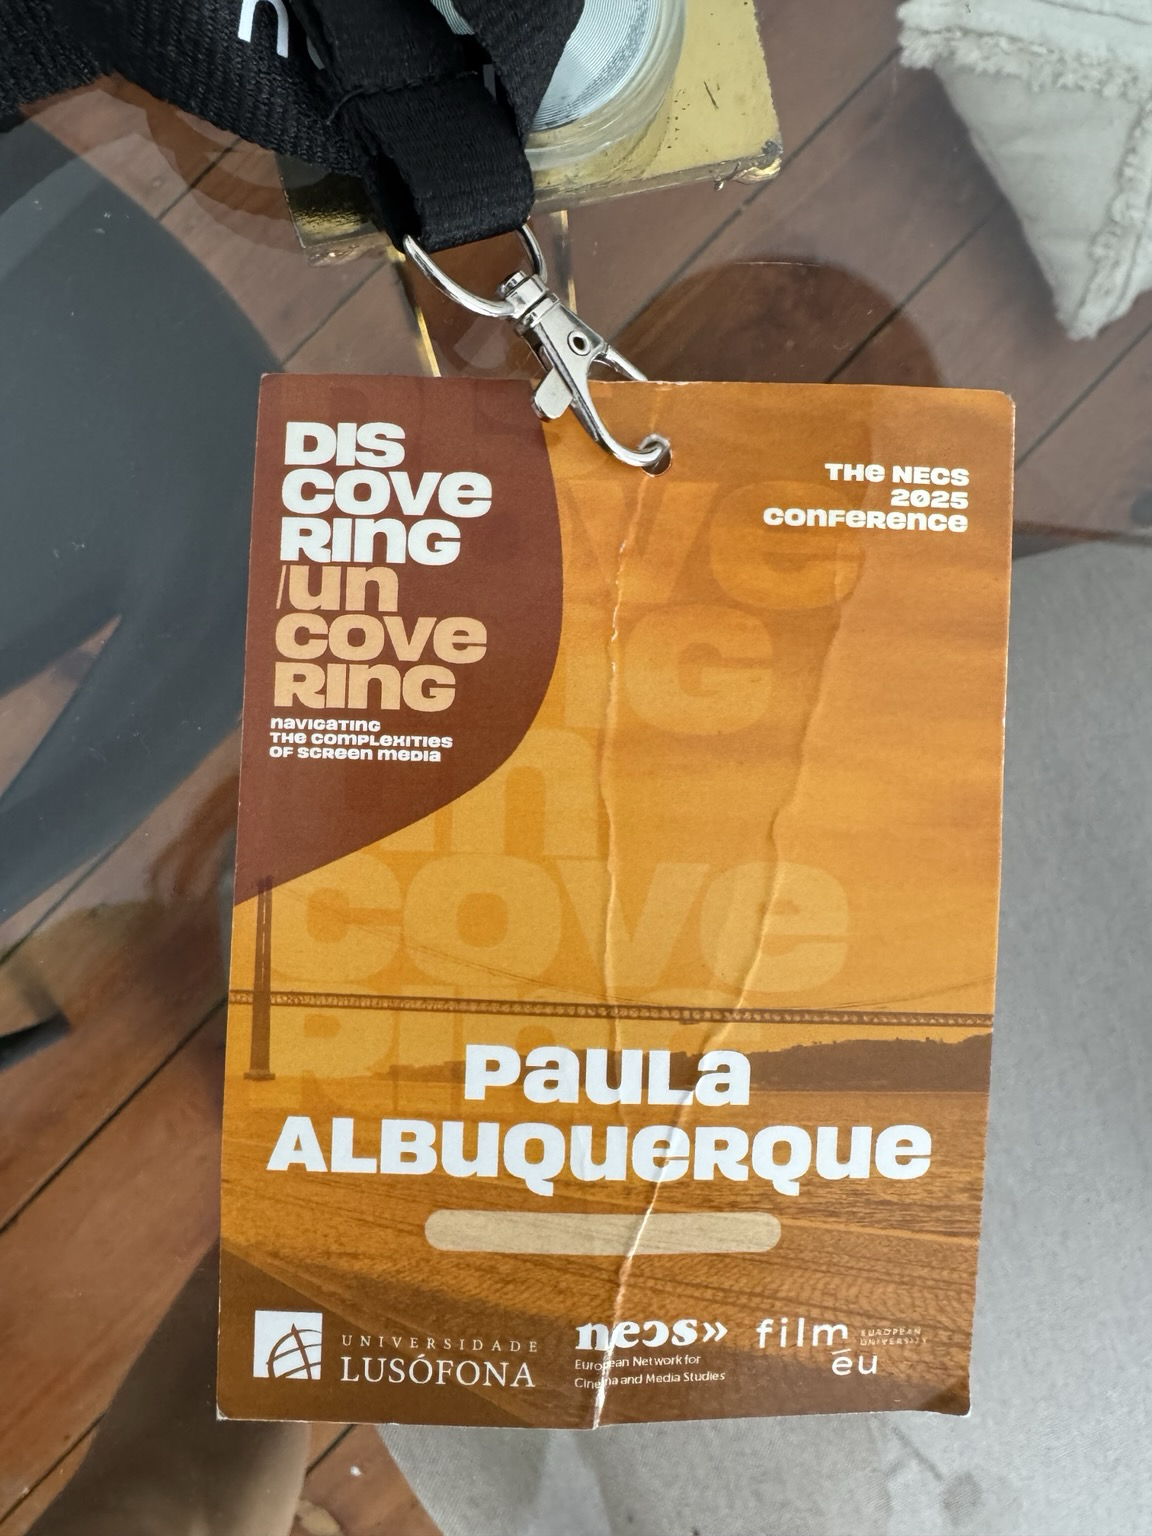 DIS
COVE
RING
/UN
COVE
RING
NAVIGATING
THE COMPLEXITIES
OF SCREEN MEDIA
THE NECS
2025
CONFERENCE
PAULA
ALBUQUERQUE
UNIVERSIDADE
LUSÓFONA
necs»
European Network for
Cinema and Media Studies
film
eu
EUROPEAN
UNIVERSITY